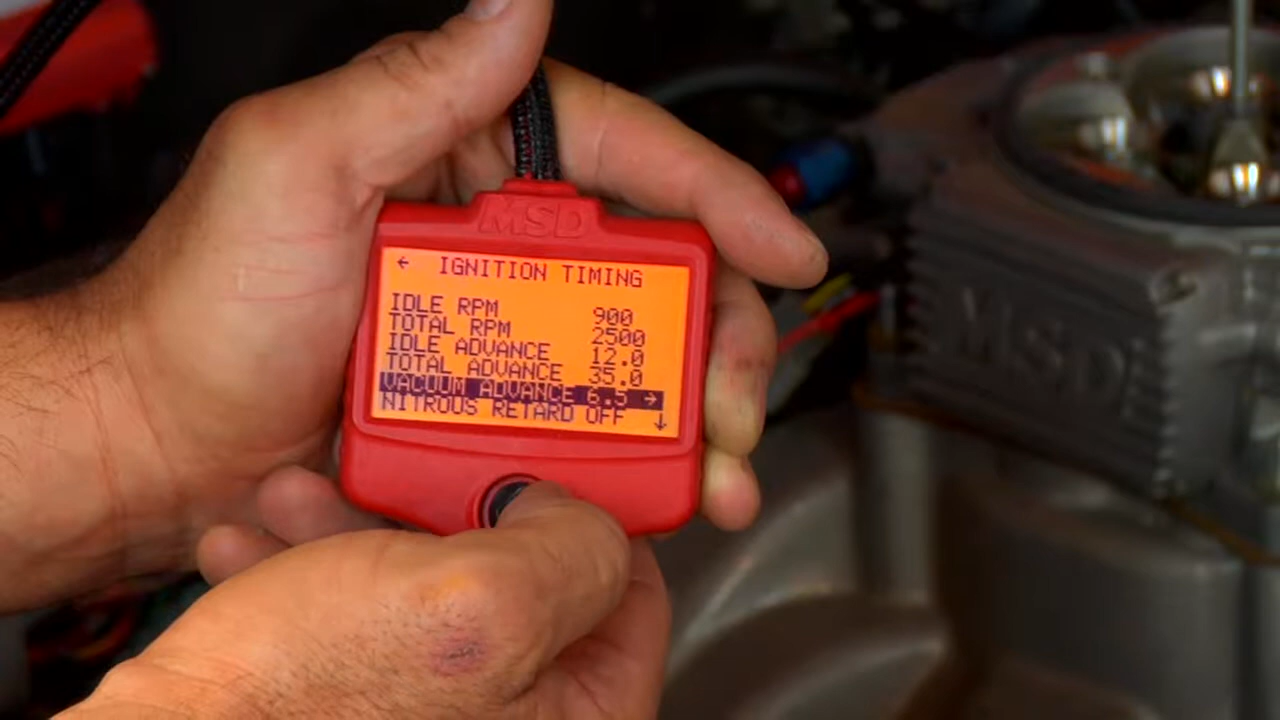 MSD
← IGNITION TIMING
IDLE RPM 900
TOTAL RPM 2500
IDLE ADVANCE 12.0
TOTAL ADVANCE 35.0
VACUUM ADVANCE 6.5 →
NITROUS RETARD OFF ↓
MSD